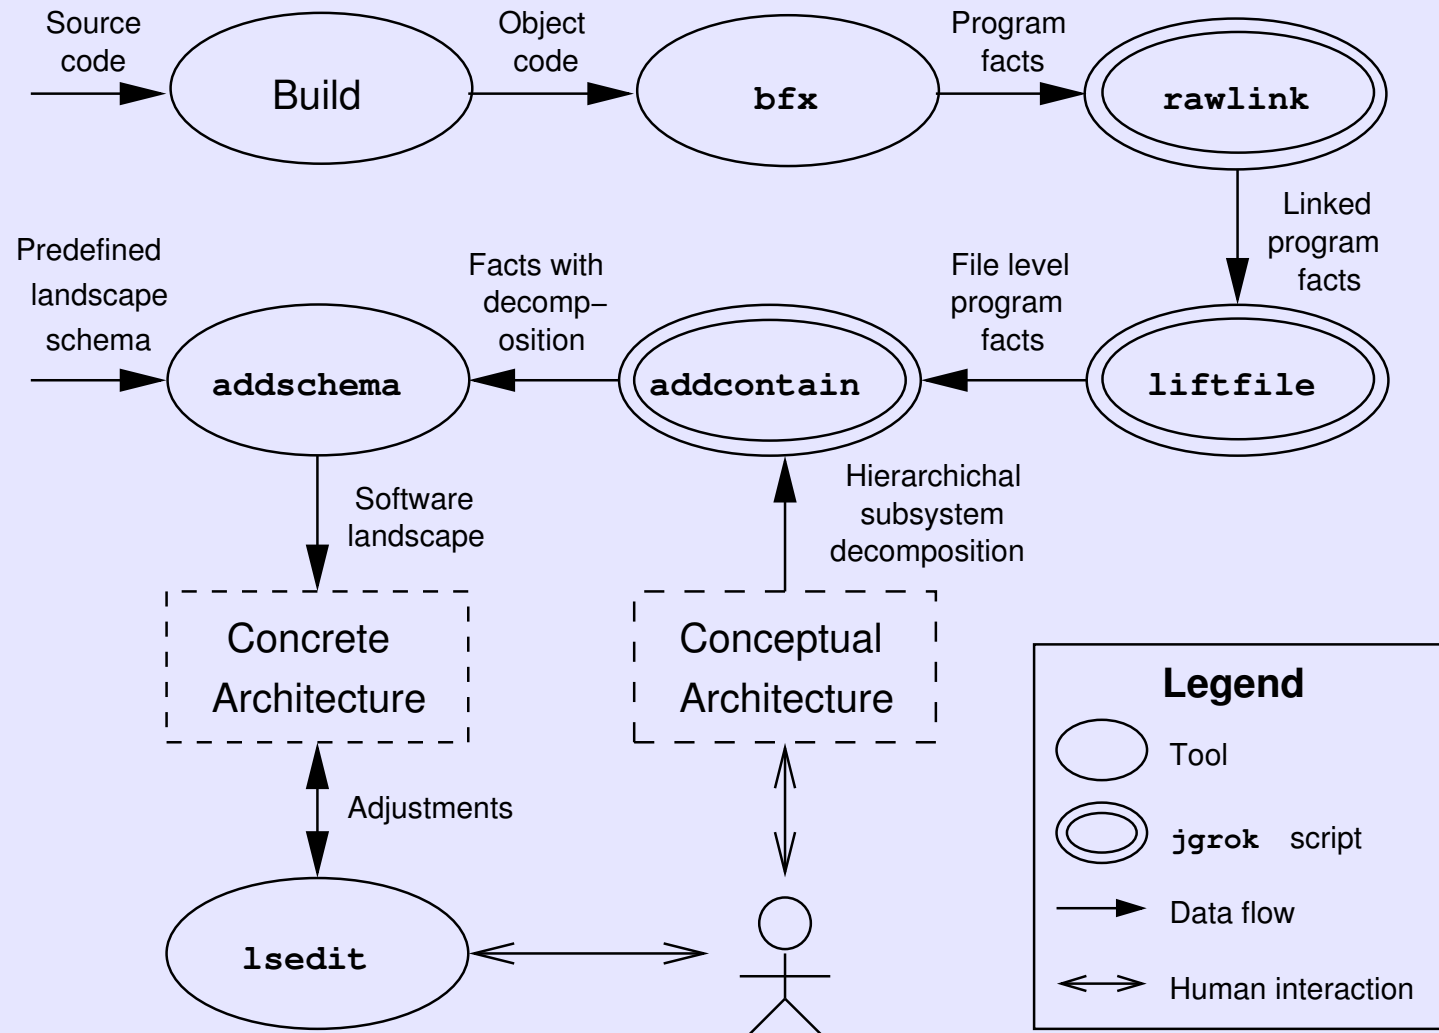 Source
code
Build
Object
code
bfx
Program
facts
rawlink
Linked
program
facts
liftfile
File level
program
facts
addcontain
Facts with
decomp–
osition
addschema
Predefined
landscape
schema
Software
landscape
Hierarchichal
subsystem
decomposition
Concrete
Architecture
Conceptual
Architecture
Adjustments
lsedit
Legend
Tool
jgrok script
Data flow
Human interaction